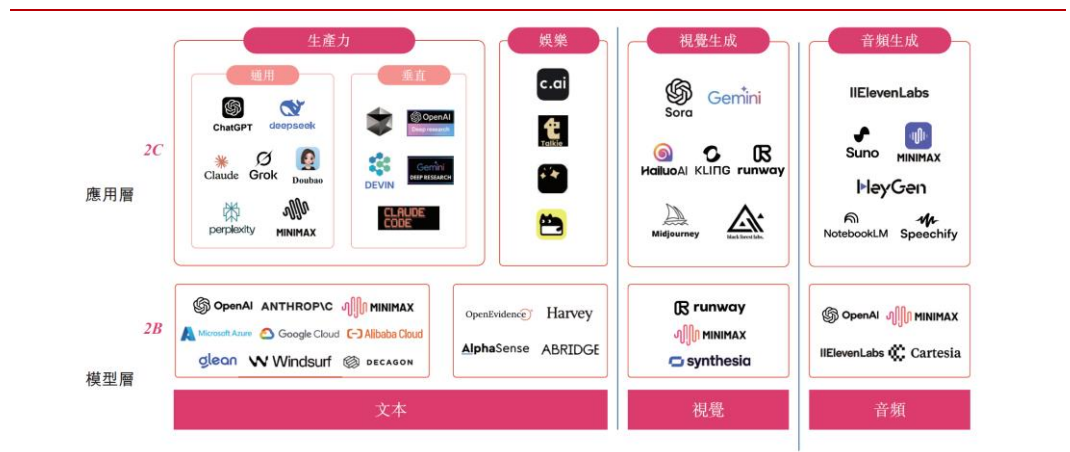 生產力
娛樂
視覺生成
音頻生成
通用
垂直
2C
應用層
ChatGPT
deepseek
Claude
Grok
Doubao
perplexity
MINIMAX
OpenAI
Deep research
DEVIN
Gemini
DEEP RESEARCH
CLAUDE
CODE
c.ai
Talkie
Sora
Gemini
HailuoAI
KLING
runway
Midjourney
Black Forest Labs.
IIElevenLabs
Suno
MINIMAX
HeyGen
NotebookLM
Speechify
2B
模型層
OpenAI ANTHROP\C MINIMAX
Microsoft Azure Google Cloud Alibaba Cloud
glean Windsurf DECAGON
OpenEvidence Harvey
AlphaSense ABRIDGE
runway
MINIMAX
synthesia
OpenAI MINIMAX
IIElevenLabs Cartesia
文本
視覺
音頻